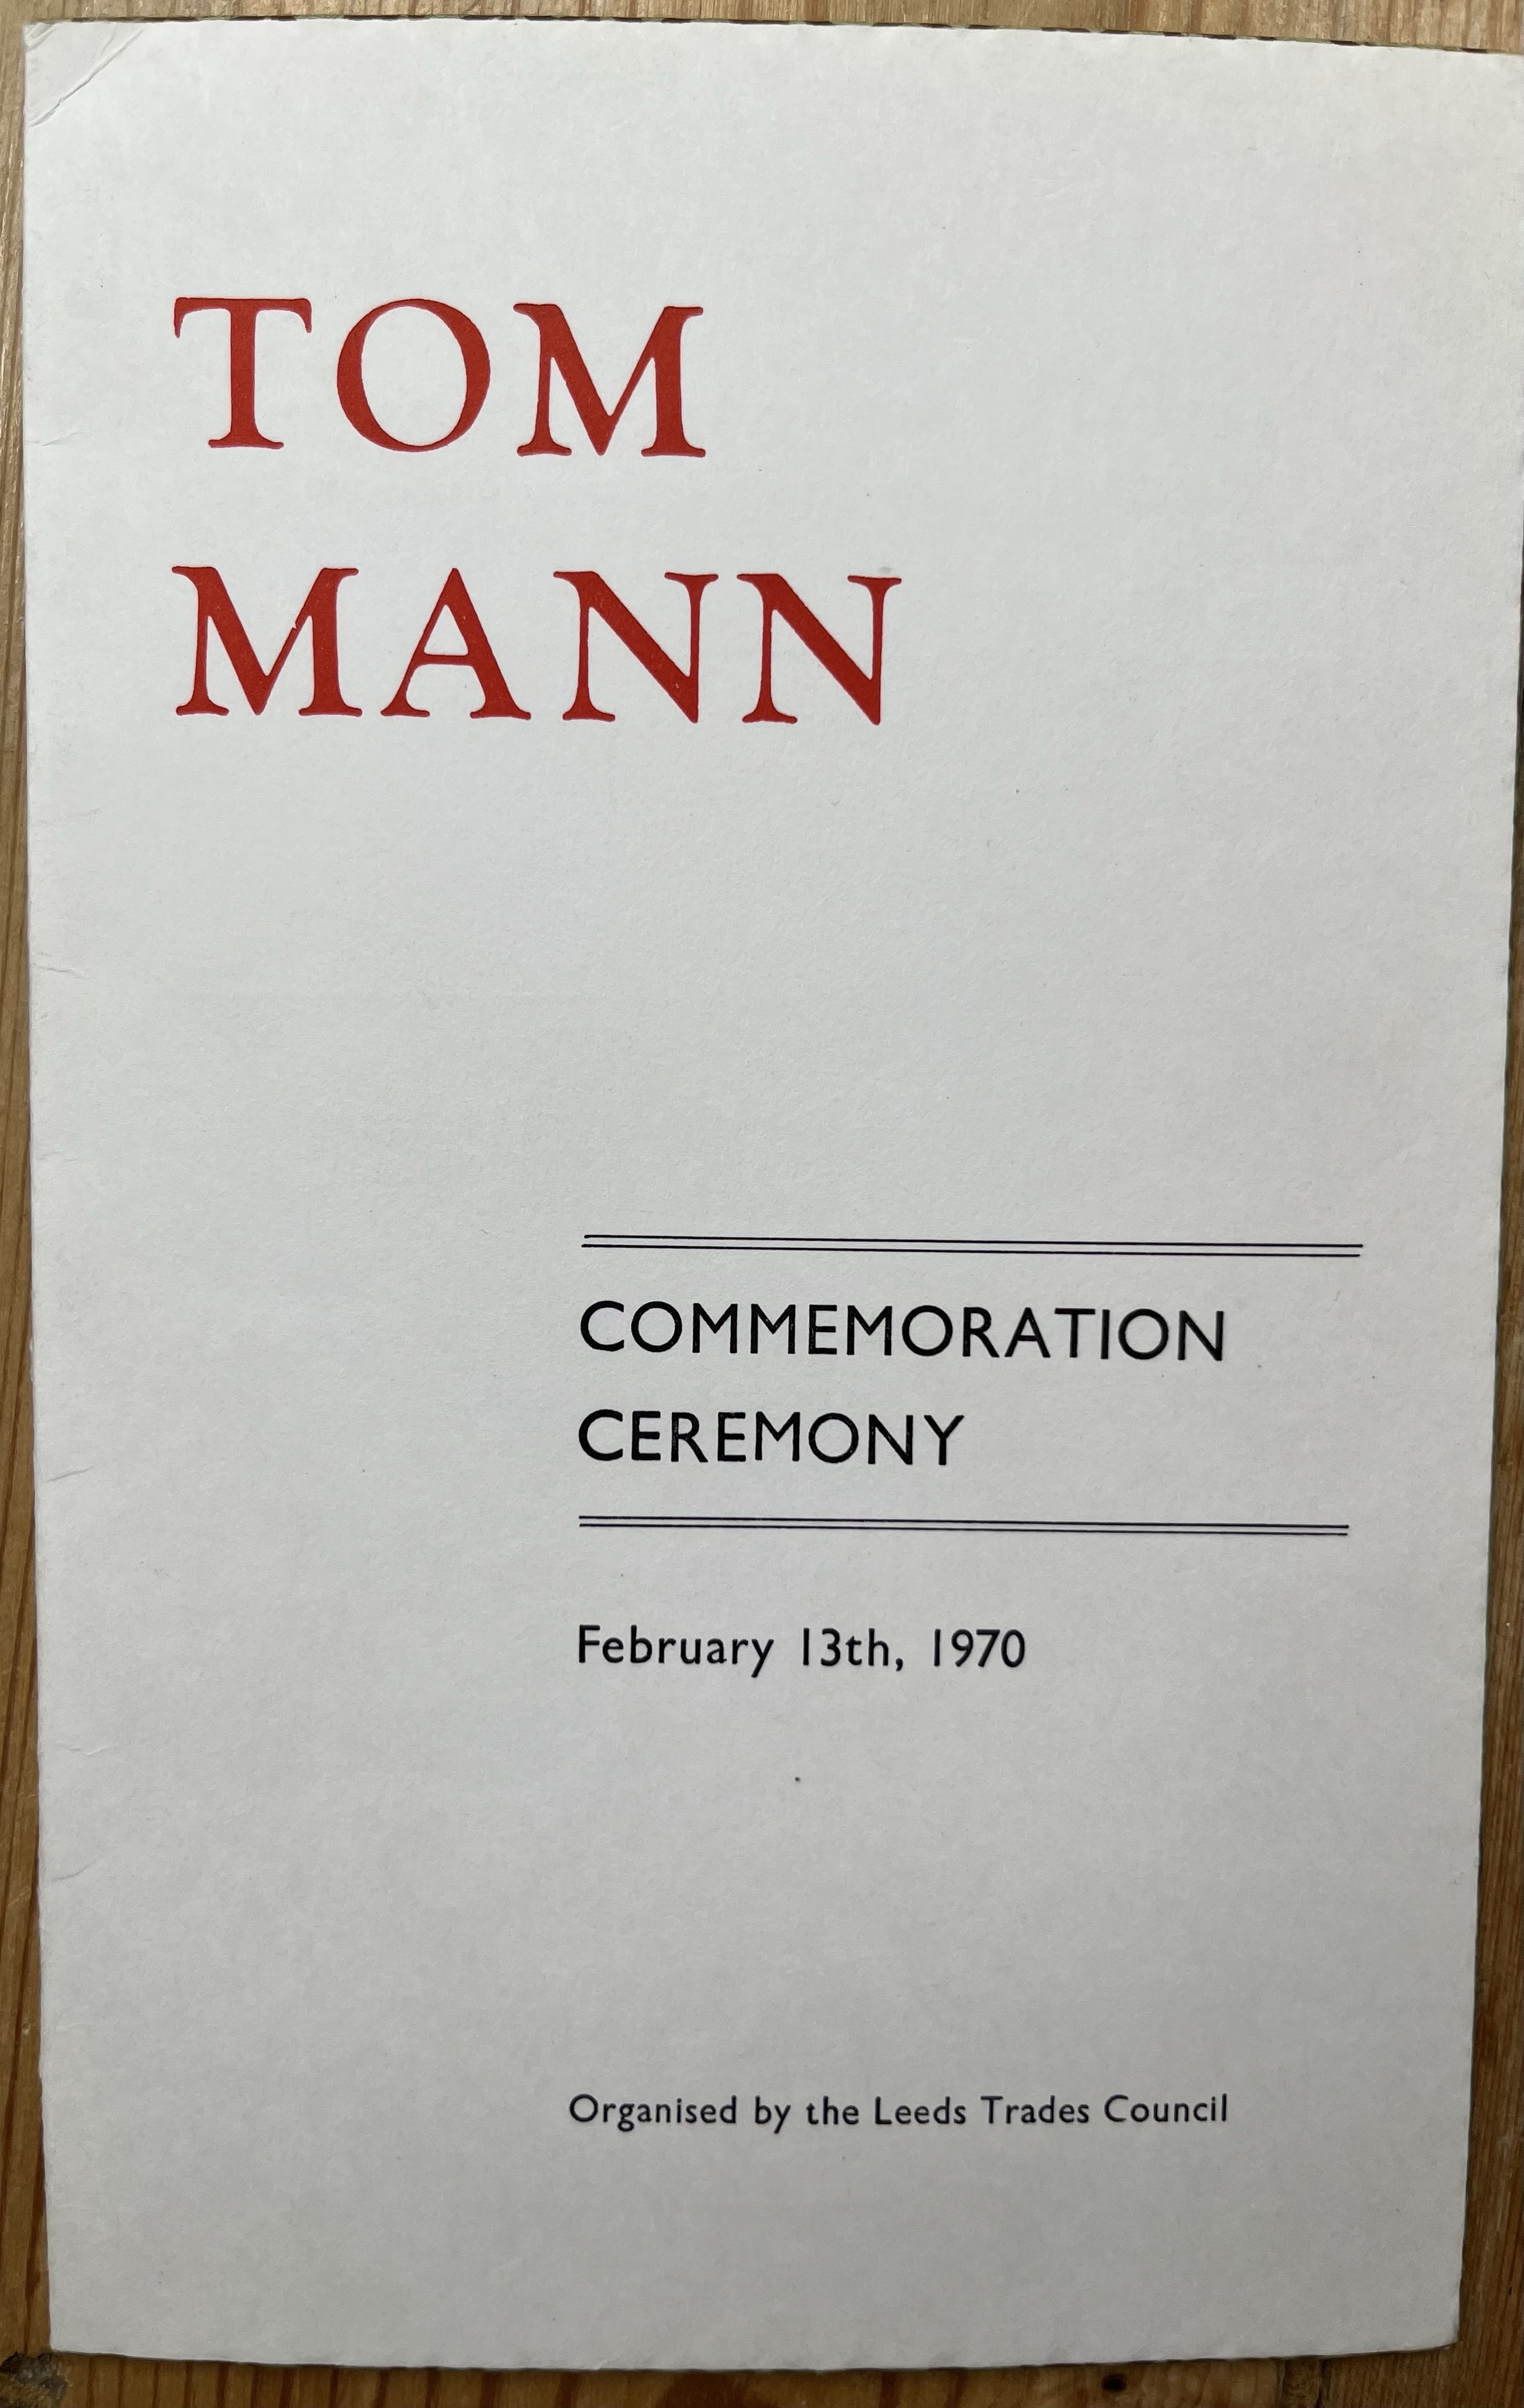 TOM
MANN
COMMEMORATION
CEREMONY
February 13th, 1970
Organised by the Leeds Trades Council